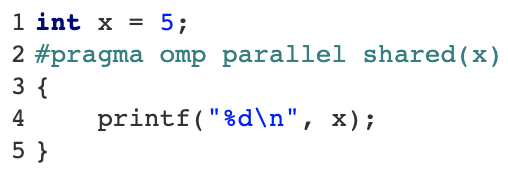 1 int x = 5;
2 #pragma omp parallel shared(x)
3 {
4     printf("%d\n", x);
5 }